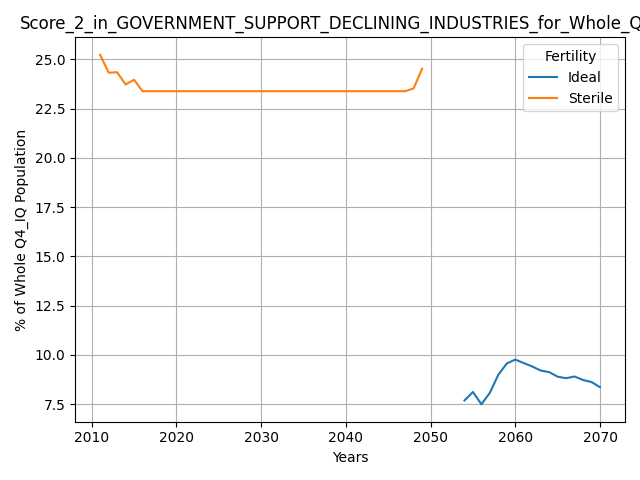 Score_2_in_GOVERNMENT_SUPPORT_DECLINING_INDUSTRIES_for_Whole_Q
Fertility
Ideal
Sterile
% of Whole Q4_IQ Population
25.0
22.5
20.0
17.5
15.0
12.5
10.0
7.5
2010 2020 2030 2040 2050 2060 2070
Years